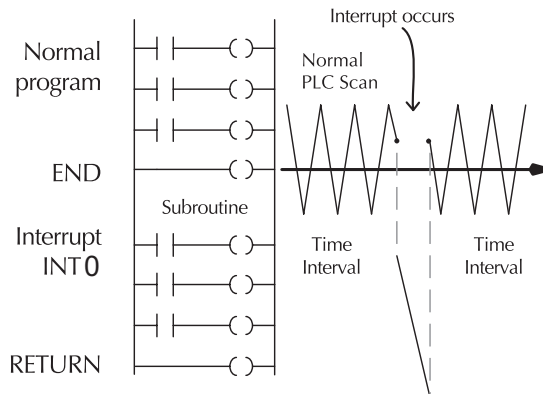 Interrupt occurs
Normal
program
Normal
PLC Scan
END
Subroutine
Interrupt
INT0
Time
Interval
Time
Interval
RETURN